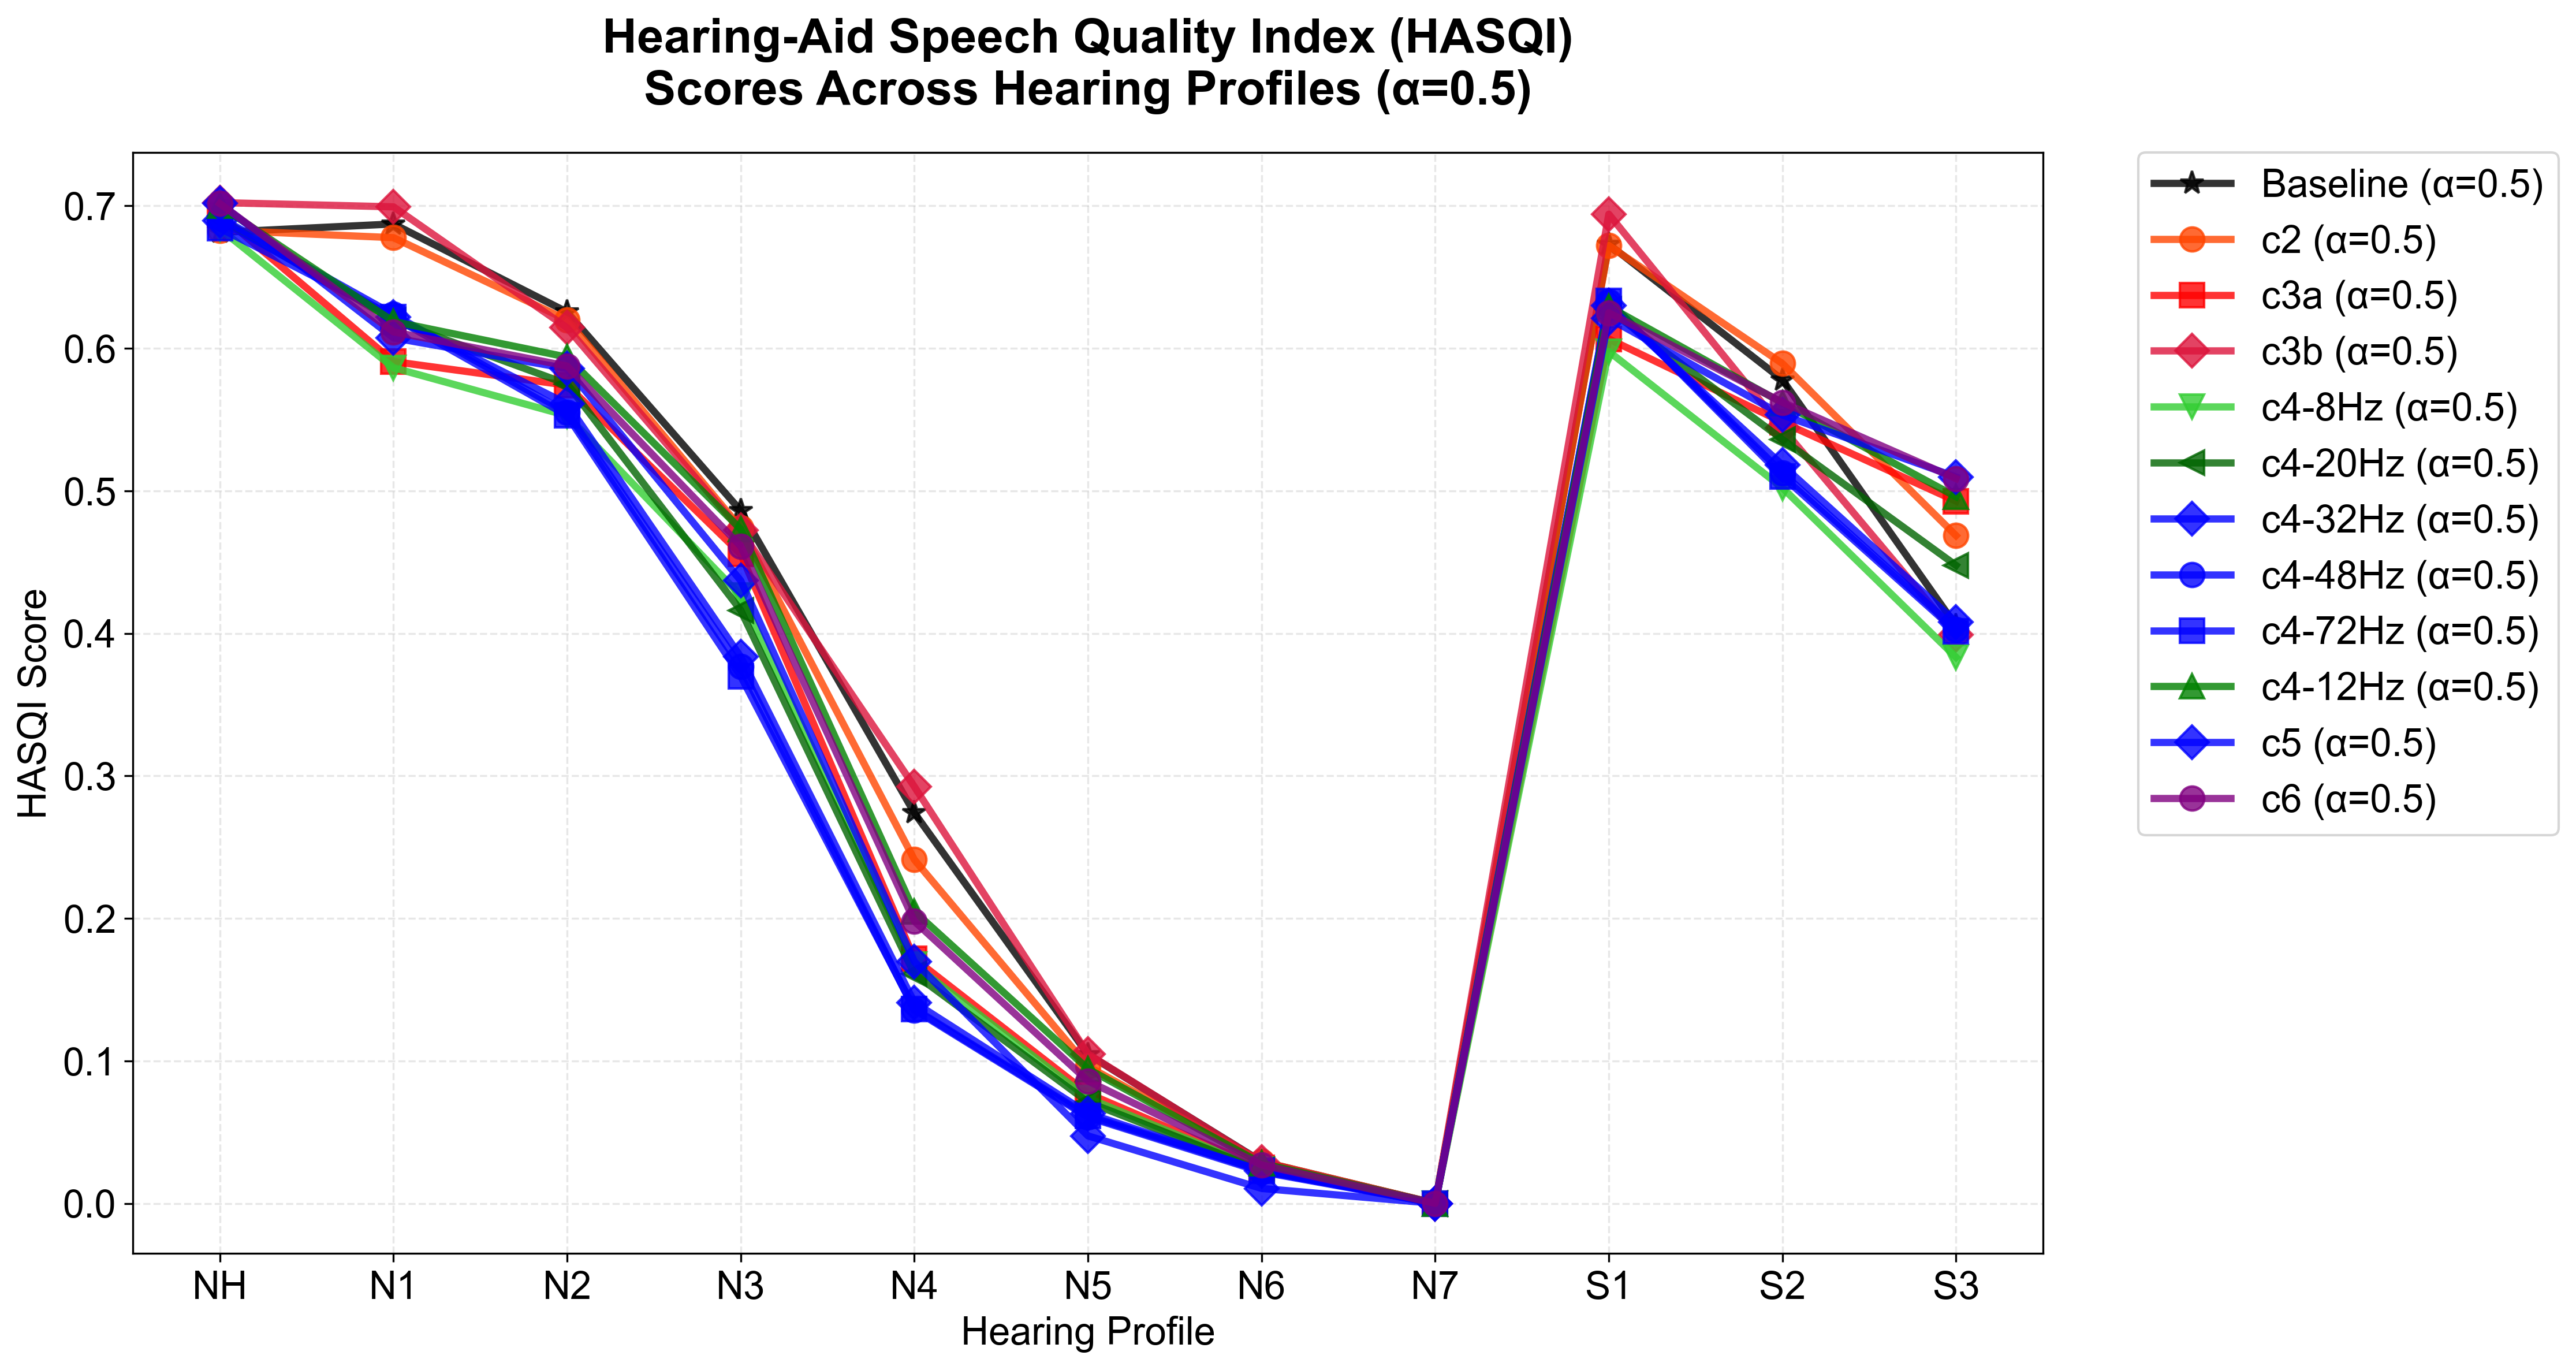 Hearing-Aid Speech Quality Index (HASQI)
Scores Across Hearing Profiles (α=0.5)
HASQI Score
0.7
0.6
0.5
0.4
0.3
0.2
0.1
0.0
NH N1 N2 N3 N4 N5 N6 N7 S1 S2 S3
Hearing Profile
Baseline (α=0.5)
c2 (α=0.5)
c3a (α=0.5)
c3b (α=0.5)
c4-8Hz (α=0.5)
c4-20Hz (α=0.5)
c4-32Hz (α=0.5)
c4-48Hz (α=0.5)
c4-72Hz (α=0.5)
c4-12Hz (α=0.5)
c5 (α=0.5)
c6 (α=0.5)